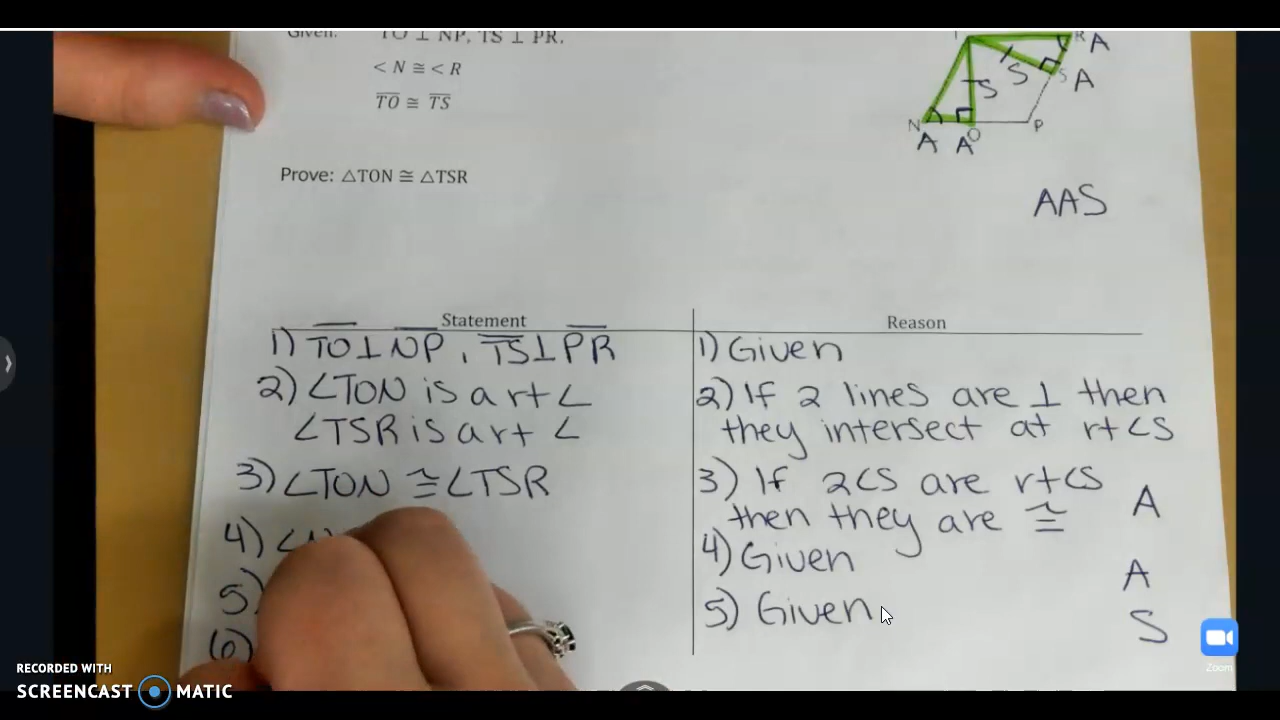 Given: TO ⊥ NP, TS ⊥ PR,
< N ≅ < R
TO ≅ TS
Prove: △TON ≅ △TSR
R A
S S A
N O P
A A
AAS
Statement Reason
1) TO⊥NP, TS⊥PR
1) Given
2) ∠TON is a rt ∠
∠TSR is a rt ∠
2) If 2 lines are ⊥ then
they intersect at rt∠s
3) ∠TON ≅ ∠TSR
3) If 2∠s are rt∠s
then they are ≅ A
4) ∠N
4) Given A
5)
5) Given S
6)
Zoom
RECORDED WITH
SCREENCAST MATIC